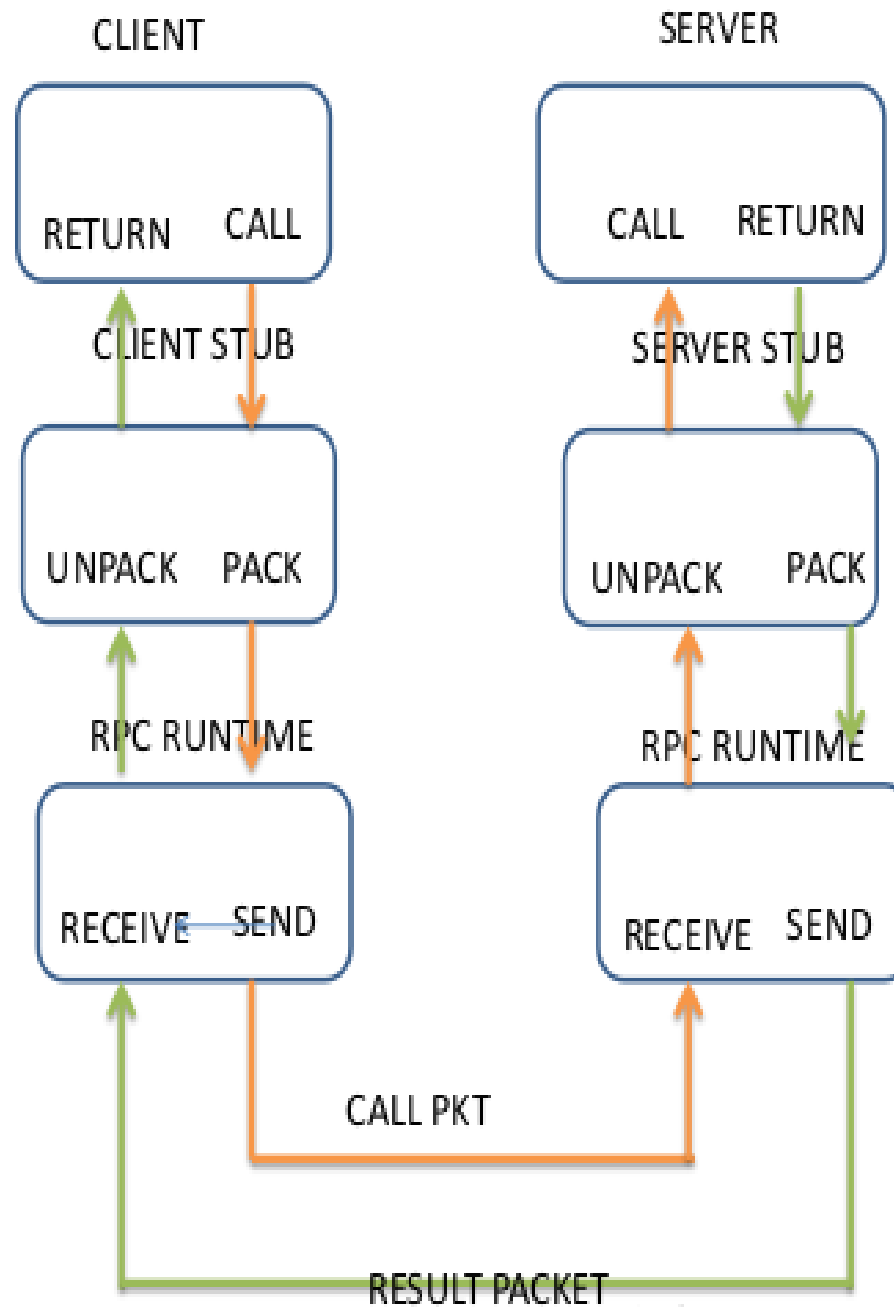 CLIENT
SERVER
RETURN
CALL
CALL
RETURN
CLIENT STUB
SERVER STUB
UNPACK
PACK
UNPACK
PACK
RPC RUNTIME
RPC RUNTIME
RECEIVE
SEND
RECEIVE
SEND
CALL PKT
RESULT PACKET